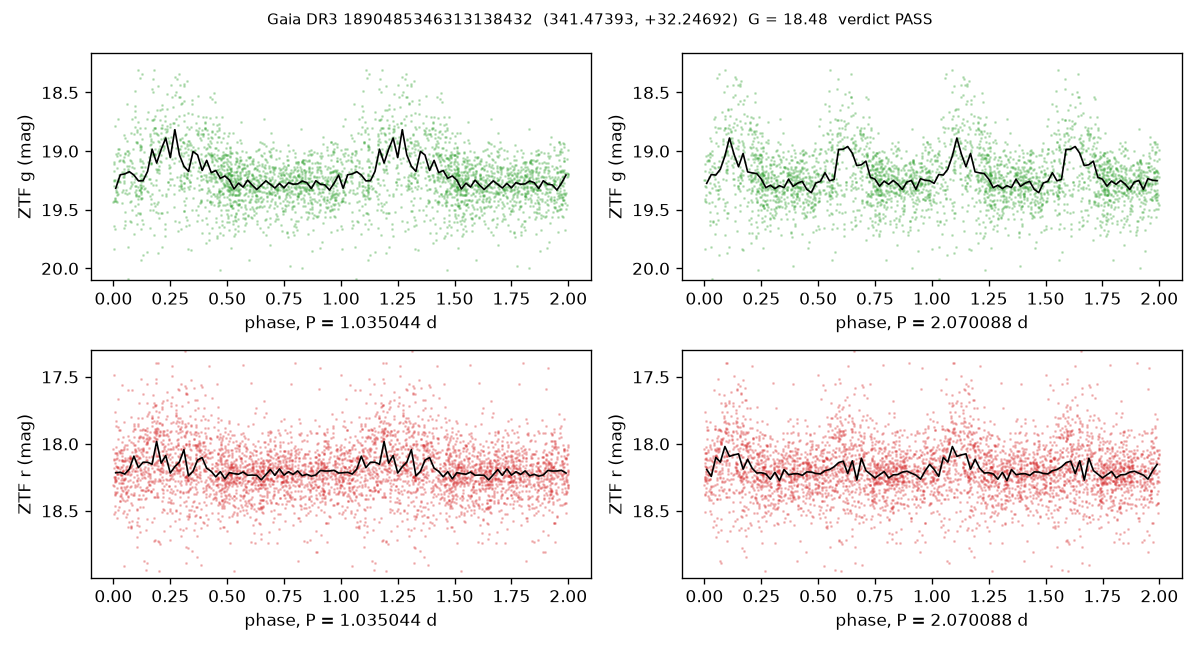 Gaia DR3 1890485346313138432  (341.47393, +32.24692)  G = 18.48  verdict PASS
ZTF g (mag)
18.5
19.0
19.5
20.0
0.00 0.25 0.50 0.75 1.00 1.25 1.50 1.75 2.00
phase, P = 1.035044 d
ZTF g (mag)
18.5
19.0
19.5
20.0
0.00 0.25 0.50 0.75 1.00 1.25 1.50 1.75 2.00
phase, P = 2.070088 d
ZTF r (mag)
17.5
18.0
18.5
0.00 0.25 0.50 0.75 1.00 1.25 1.50 1.75 2.00
phase, P = 1.035044 d
ZTF r (mag)
17.5
18.0
18.5
0.00 0.25 0.50 0.75 1.00 1.25 1.50 1.75 2.00
phase, P = 2.070088 d